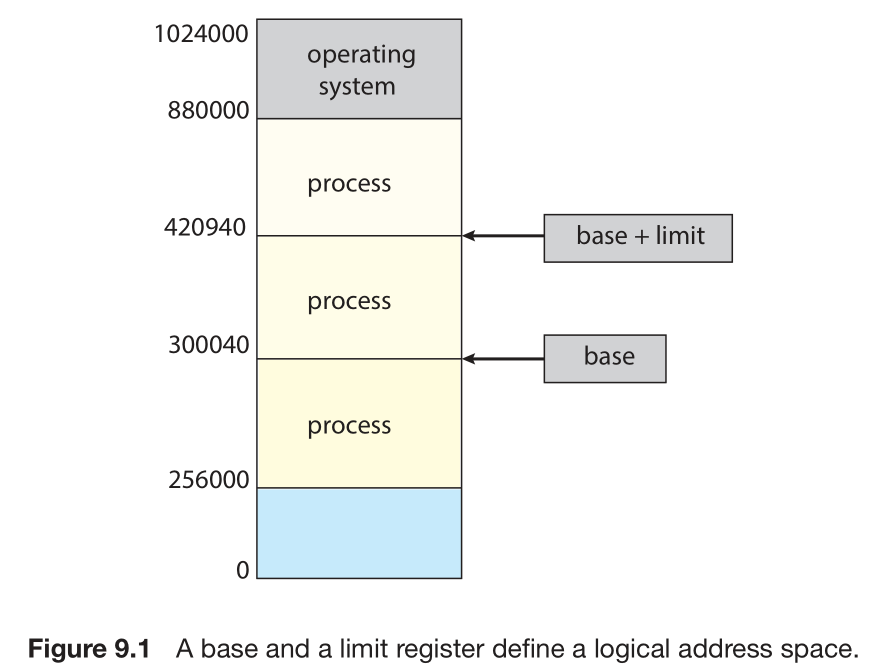 1024000
operating
system
880000
process
420940
base + limit
process
300040
base
process
256000
0
Figure 9.1 A base and a limit register define a logical address space.